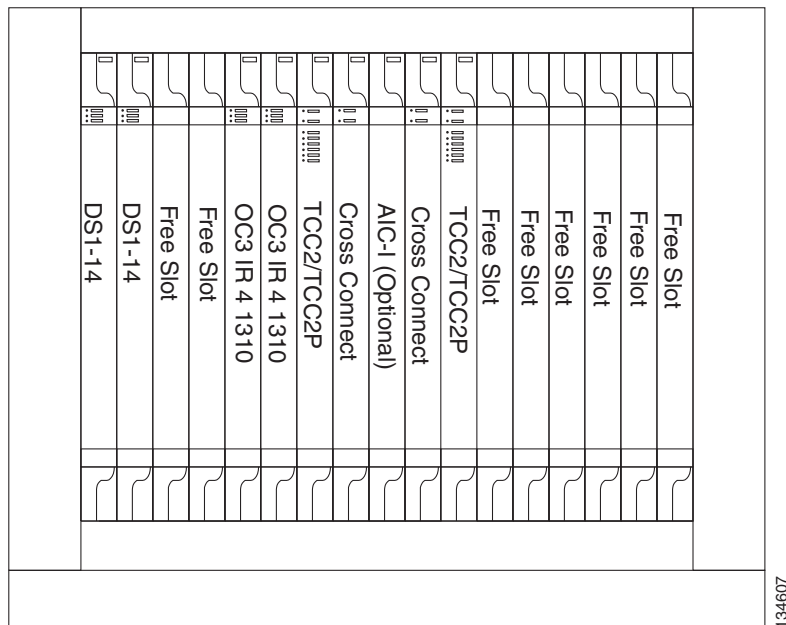 DS1-14
DS1-14
Free Slot
Free Slot
OC3 IR 4 1310
OC3 IR 4 1310
TCC2/TCC2P
Cross Connect
AIC-I (Optional)
Cross Connect
TCC2/TCC2P
Free Slot
Free Slot
Free Slot
Free Slot
Free Slot
Free Slot
134607